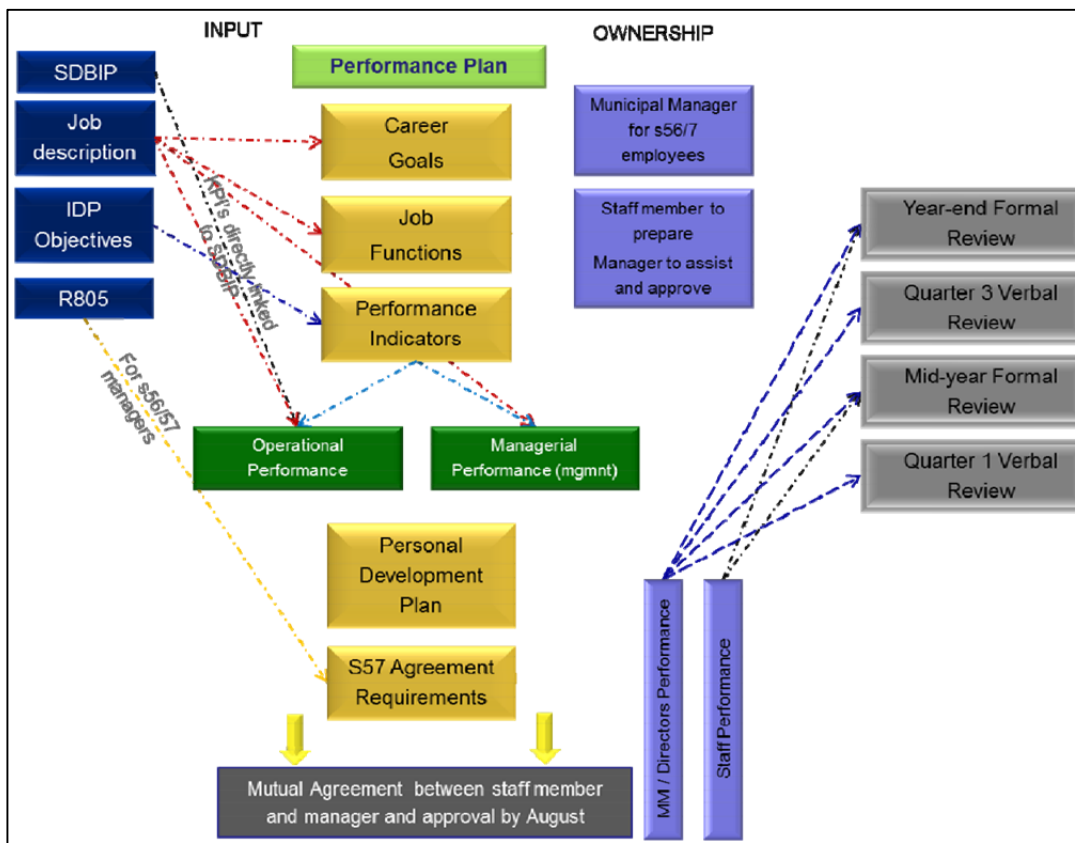 INPUT
OWNERSHIP
Performance Plan
SDBIP
Job
description
IDP
Objectives
R805
KPI's directly linked
to SDBIP
For s56/57
managers
Career
Goals
Job
Functions
Performance
Indicators
Operational
Performance
Managerial
Performance (mgmnt)
Personal
Development
Plan
S57 Agreement
Requirements
Mutual Agreement between staff member
and manager and approval by August
Municipal Manager
for s56/7
employees
Staff member to
prepare
Manager to assist
and approve
MM / Directors Performance
Staff Performance
Year-end Formal
Review
Quarter 3 Verbal
Review
Mid-year Formal
Review
Quarter 1 Verbal
Review